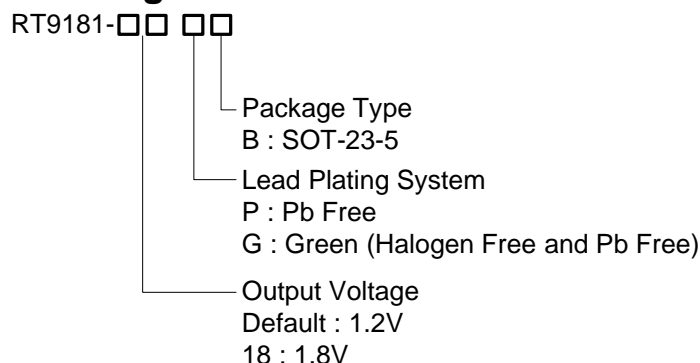 RT9181-□□ □□
Package Type
B : SOT-23-5
Lead Plating System
P : Pb Free
G : Green (Halogen Free and Pb Free)
Output Voltage
Default : 1.2V
18 : 1.8V